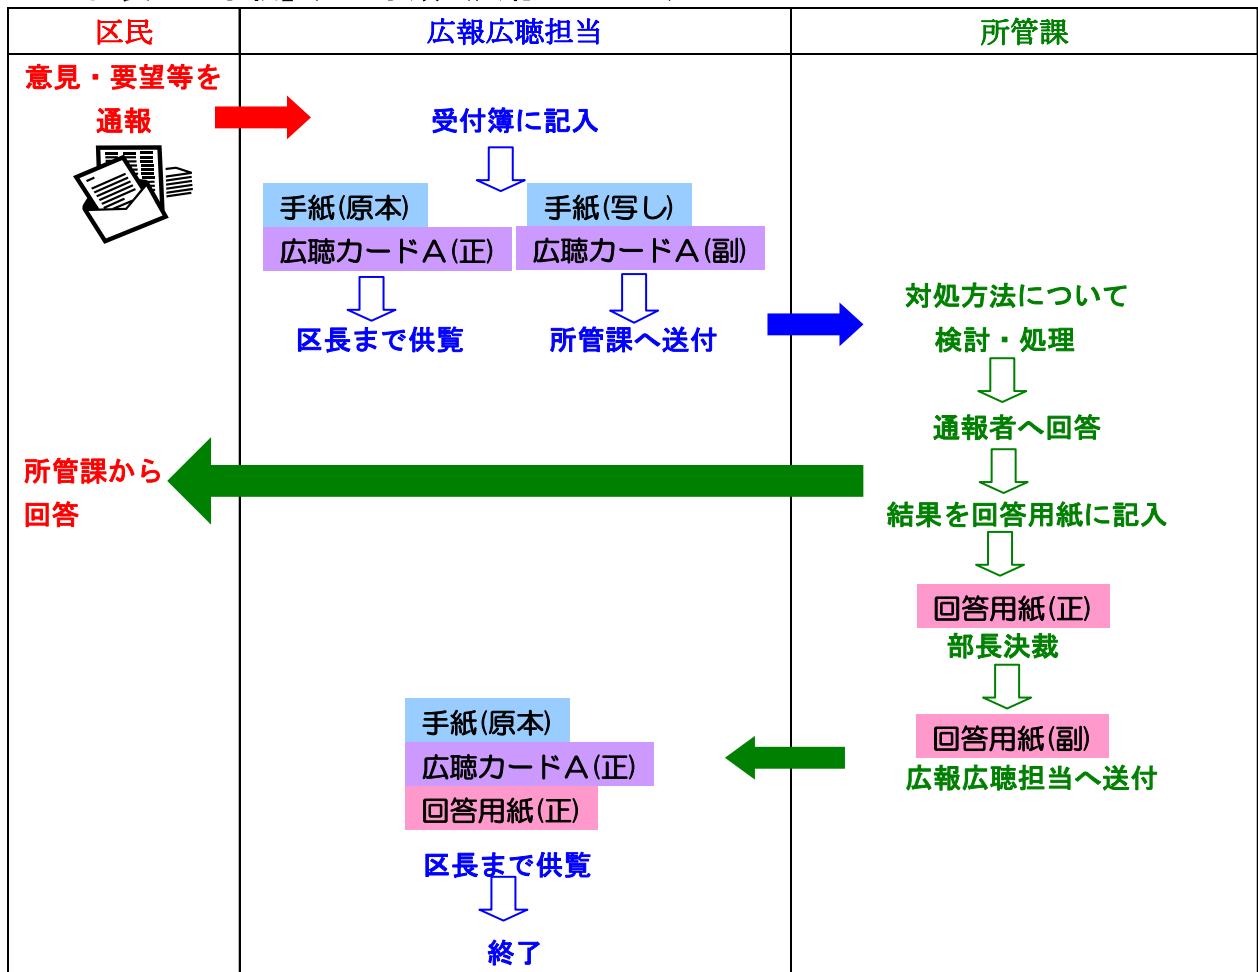 区民
広報広聴担当
所管課
意見・要望等を
通報
受付簿に記入
手紙(原本)
広聴カードA(正)
区長まで供覧
手紙(写し)
広聴カードA(副)
所管課へ送付
対処方法について
検討・処理
通報者へ回答
所管課から
回答
結果を回答用紙に記入
回答用紙(正)
部長決裁
回答用紙(副)
広報広聴担当へ送付
手紙(原本)
広聴カードA(正)
回答用紙(正)
区長まで供覧
終了